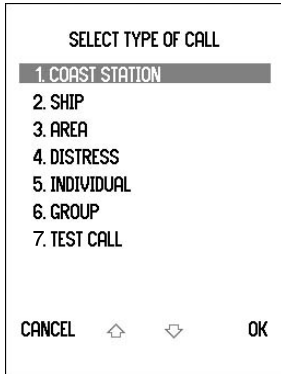 SELECT TYPE OF CALL
1. COAST STATION
2. SHIP
3. AREA
4. DISTRESS
5. INDIVIDUAL
6. GROUP
7. TEST CALL
CANCEL OK